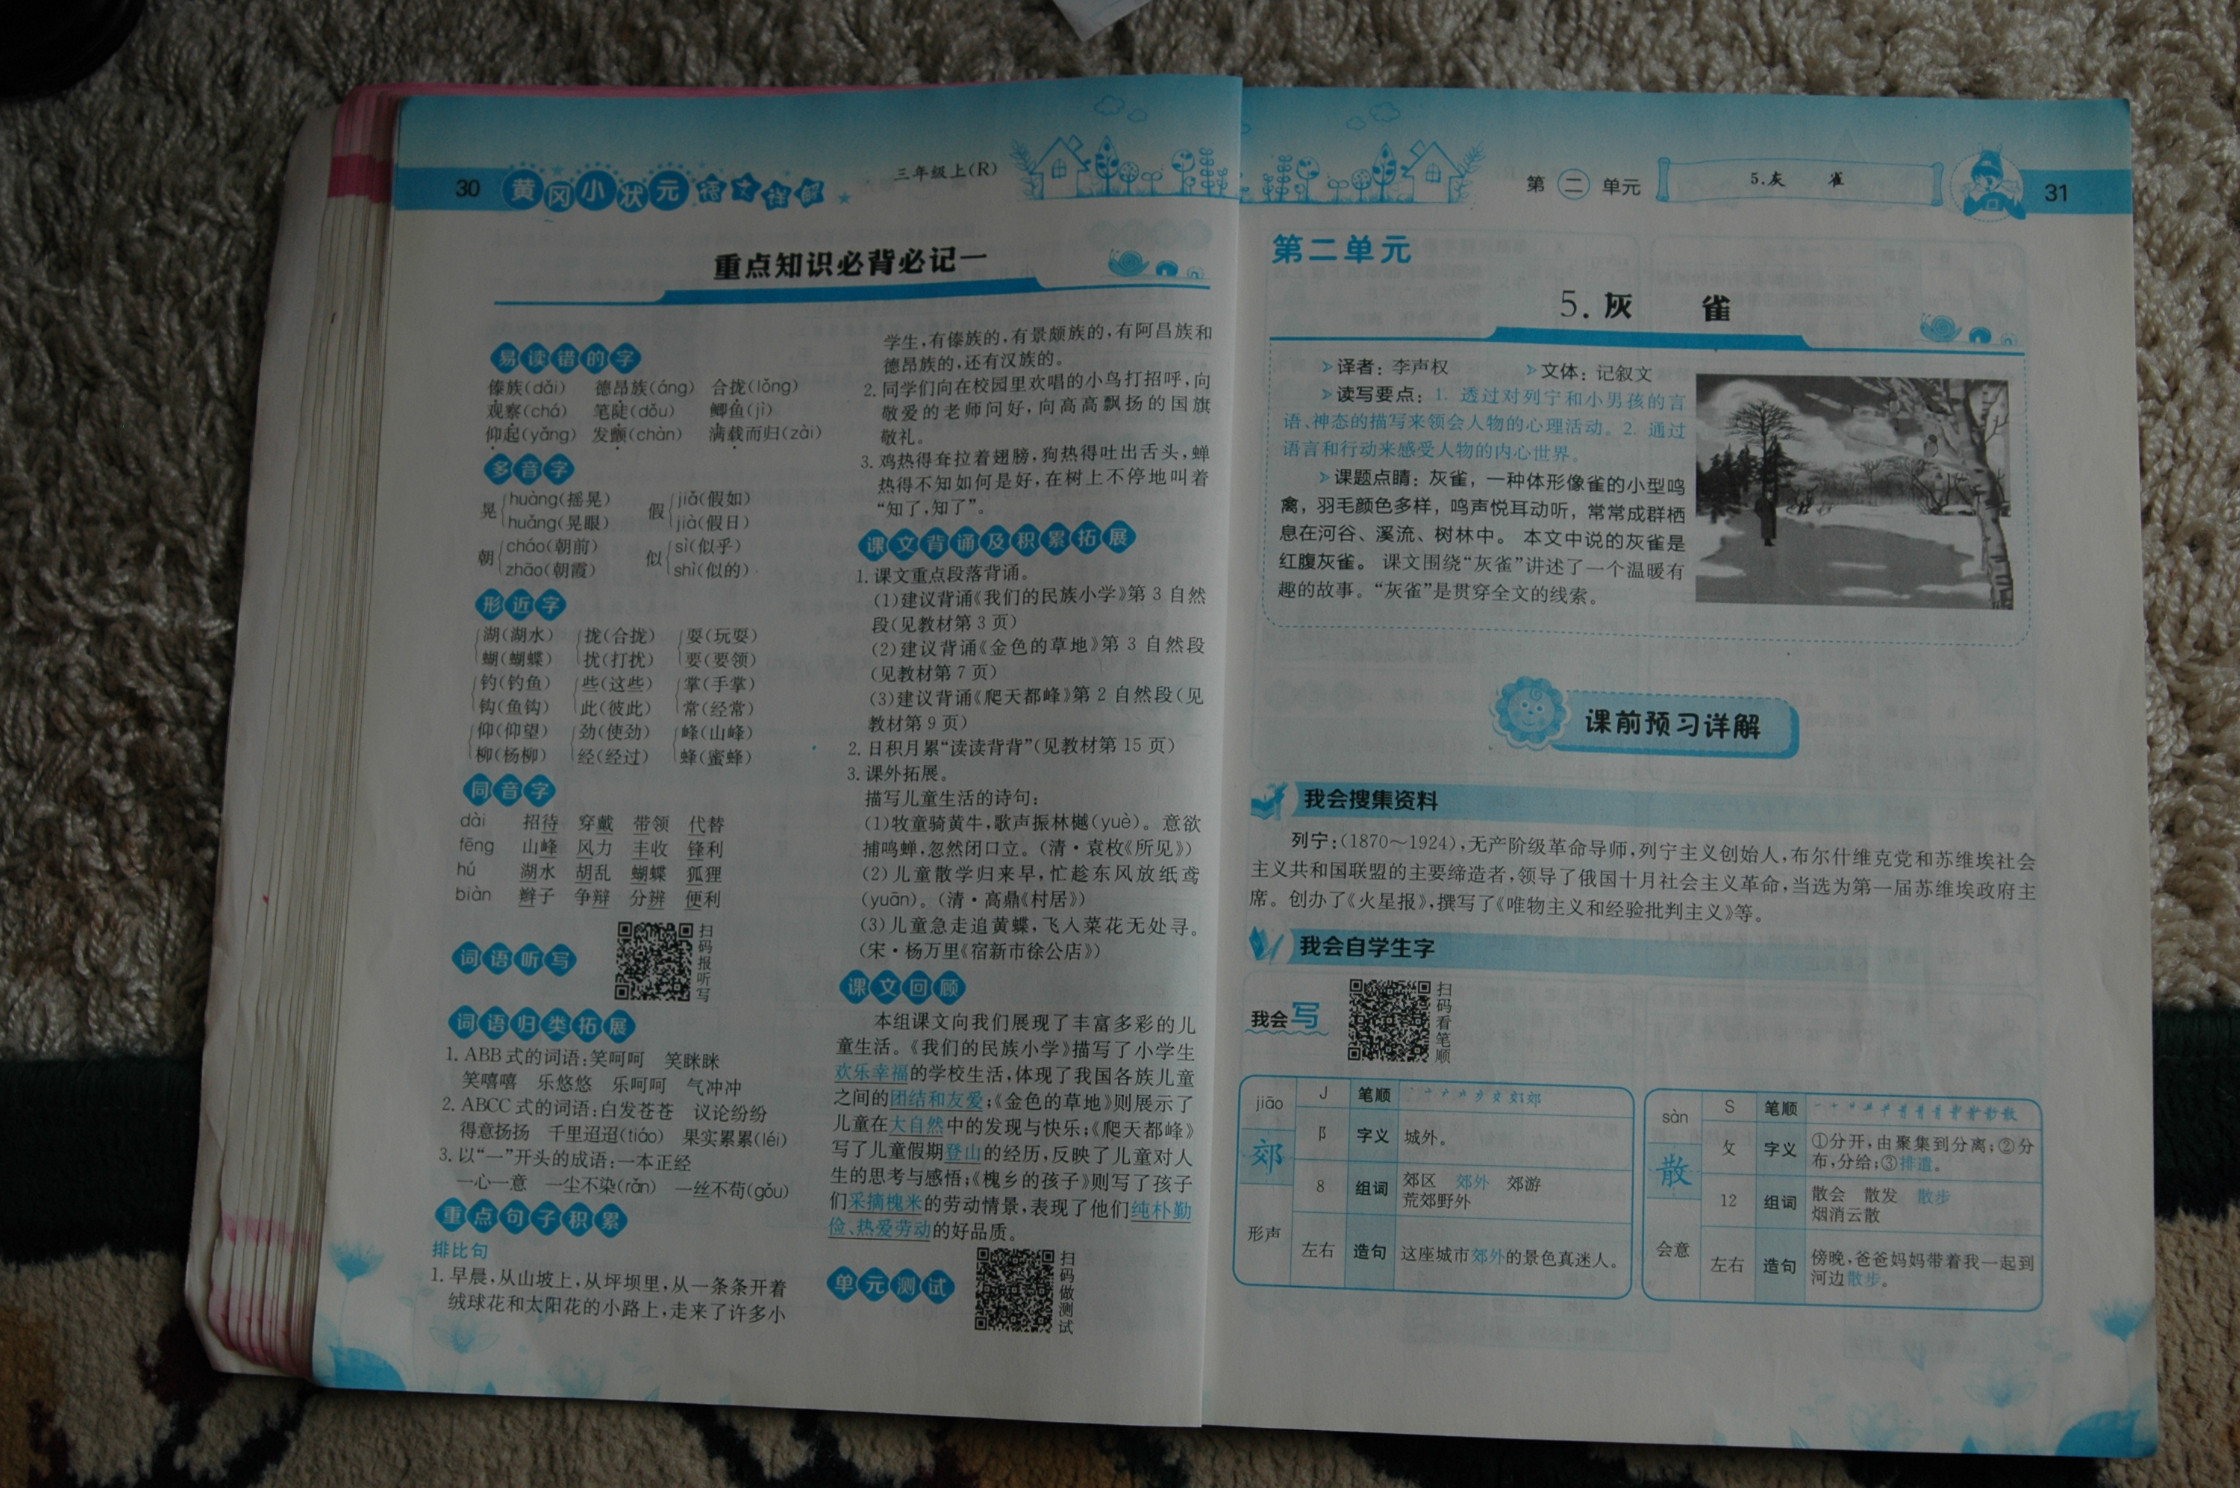 30
黄冈小状元 语文详解
三年级上(R)
重点知识必背必记一
易读错的字
傣族(dǎi) 德昂族(áng) 合拢(lǒng)
观察(chá) 笔陡(dǒu) 鲫鱼(jì)
仰起(yǎng) 发颤(chàn) 满载而归(zài)
多音字
晃{huàng(摇晃) 假{jiǎ(假如)
huǎng(晃眼) jià(假日)
朝{cháo(朝前) 似{sì(似乎)
zhāo(朝霞) shì(似的)
形近字
{湖(湖水) {拢(合拢) {耍(玩耍)
蝴(蝴蝶) 扰(打扰) 要(要领)
{钓(钓鱼) {些(这些) {掌(手掌)
钩(鱼钩) 此(彼此) 常(经常)
{仰(仰望) {劲(使劲) {峰(山峰)
柳(杨柳) 经(经过) 蜂(蜜蜂)
同音字
dài 招待 穿戴 带领 代替
fēng 山峰 风力 丰收 锋利
hú 湖水 胡乱 蝴蝶 狐狸
biàn 辫子 争辩 分辨 便利
词语听写
扫码报听写
词语归类拓展
1. ABB式的词语:笑呵呵 笑眯眯
笑嘻嘻 乐悠悠 乐呵呵 气冲冲
2. ABCC式的词语:白发苍苍 议论纷纷
得意扬扬 千里迢迢(tiáo) 果实累累(léi)
3. 以“一”开头的成语:一本正经
一心一意 一尘不染(rǎn) 一丝不苟(gǒu)
重点句子积累
排比句
1. 早晨,从山坡上,从坪坝里,从一条条开着
绒球花和太阳花的小路上,走来了许多小
学生,有傣族的,有景颇族的,有阿昌族和
德昂族的,还有汉族的。
2. 同学们向在校园里欢唱的小鸟打招呼,向
敬爱的老师问好,向高高飘扬的国旗
敬礼。
3. 鸡热得耷拉着翅膀,狗热得吐出舌头,蝉
热得不知如何是好,在树上不停地叫着
“知了,知了”。
课文背诵及积累拓展
1. 课文重点段落背诵。
(1)建议背诵《我们的民族小学》第3自然
段(见教材第3页)
(2)建议背诵《金色的草地》第3自然段
(见教材第7页)
(3)建议背诵《爬天都峰》第2自然段(见
教材第9页)
2. 日积月累“读读背背”(见教材第15页)
3. 课外拓展。
描写儿童生活的诗句:
(1)牧童骑黄牛,歌声振林樾(yuè)。意欲
捕鸣蝉,忽然闭口立。(清·袁枚《所见》)
(2)儿童散学归来早,忙趁东风放纸鸢
(yuān)。(清·高鼎《村居》)
(3)儿童急走追黄蝶,飞入菜花无处寻。
(宋·杨万里《宿新市徐公店》)
课文回顾
本组课文向我们展现了丰富多彩的儿
童生活。《我们的民族小学》描写了小学生
欢乐幸福的学校生活,体现了我国各族儿童
之间的团结和友爱;《金色的草地》则展示了
儿童在大自然中的发现与快乐;《爬天都峰》
写了儿童假期登山的经历,反映了儿童对人
生的思考与感悟;《槐乡的孩子》则写了孩子
们采摘槐米的劳动情景,表现了他们纯朴勤
俭、热爱劳动的好品质。
单元测试
扫码做测试
第二单元
5.灰 雀
31
第二单元
5.灰 雀
➢译者:李声权 ➢文体:记叙文
➢读写要点:1. 透过对列宁和小男孩的言
语、神态的描写来领会人物的心理活动。2. 通过
语言和行动来感受人物的内心世界。
➢课题点睛:灰雀,一种体形像雀的小型鸣
禽,羽毛颜色多样,鸣声悦耳动听,常常成群栖
息在河谷、溪流、树林中。本文中说的灰雀是
红腹灰雀。课文围绕“灰雀”讲述了一个温暖有
趣的故事。“灰雀”是贯穿全文的线索。
课前预习详解
我会搜集资料
列宁:(1870～1924),无产阶级革命导师,列宁主义创始人,布尔什维克党和苏维埃社会
主义共和国联盟的主要缔造者,领导了俄国十月社会主义革命,当选为第一届苏维埃政府主
席。创办了《火星报》,撰写了《唯物主义和经验批判主义》等。
我会自学生字
我会写
扫码看笔顺
jiāo J 笔顺
郊 阝 字义 城外。
8 组词 郊区 郊外 郊游
荒郊野外
形声 左右 造句 这座城市郊外的景色真迷人。
sàn S 笔顺
散 攵 字义 ①分开,由聚集到分离;②分
布,分给;③排遣。
12 组词 散会 散发 散步
烟消云散
会意 左右 造句 傍晚,爸爸妈妈带着我一起到
河边散步。